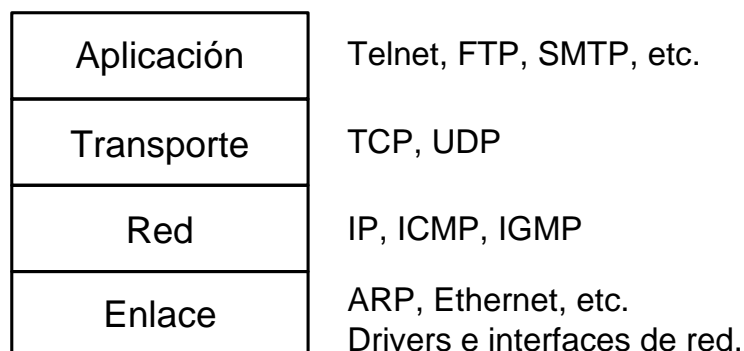 Aplicación Telnet, FTP, SMTP, etc.
Transporte TCP, UDP
Red IP, ICMP, IGMP
Enlace ARP, Ethernet, etc.
Drivers e interfaces de red.